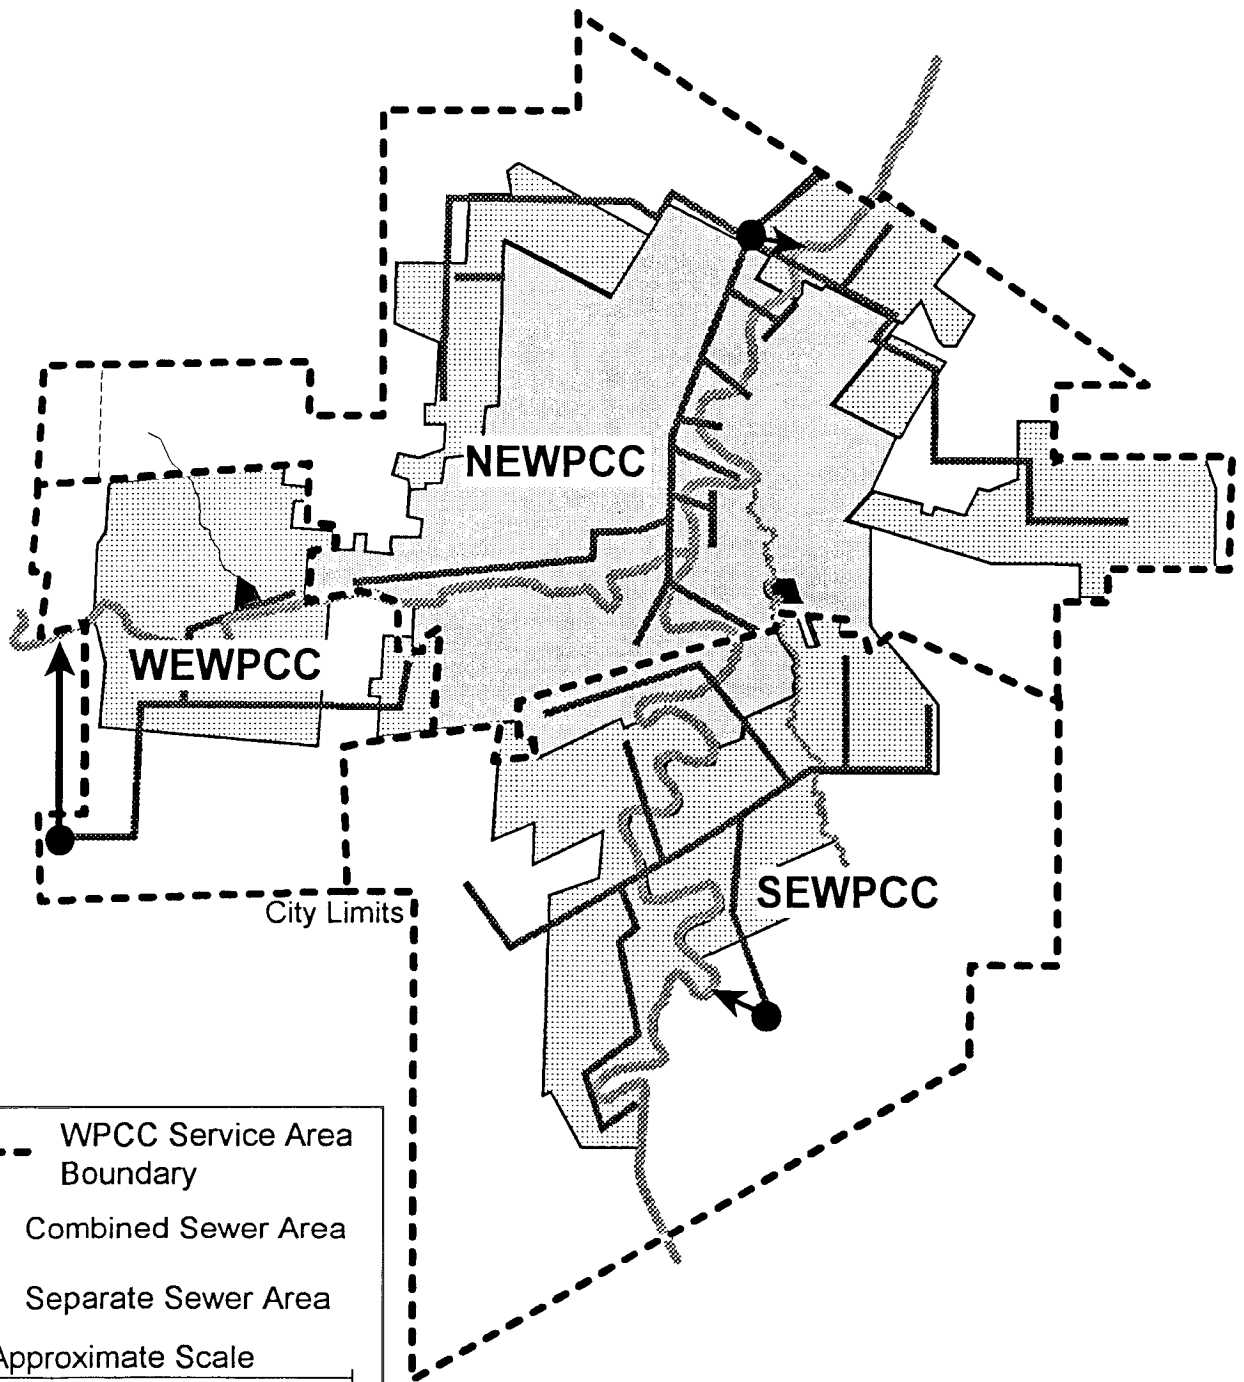 NEWPCC
WEWPCC
SEWPCC
City Limits
WPCC Service Area
Boundary
Combined Sewer Area
Separate Sewer Area
Approximate Scale